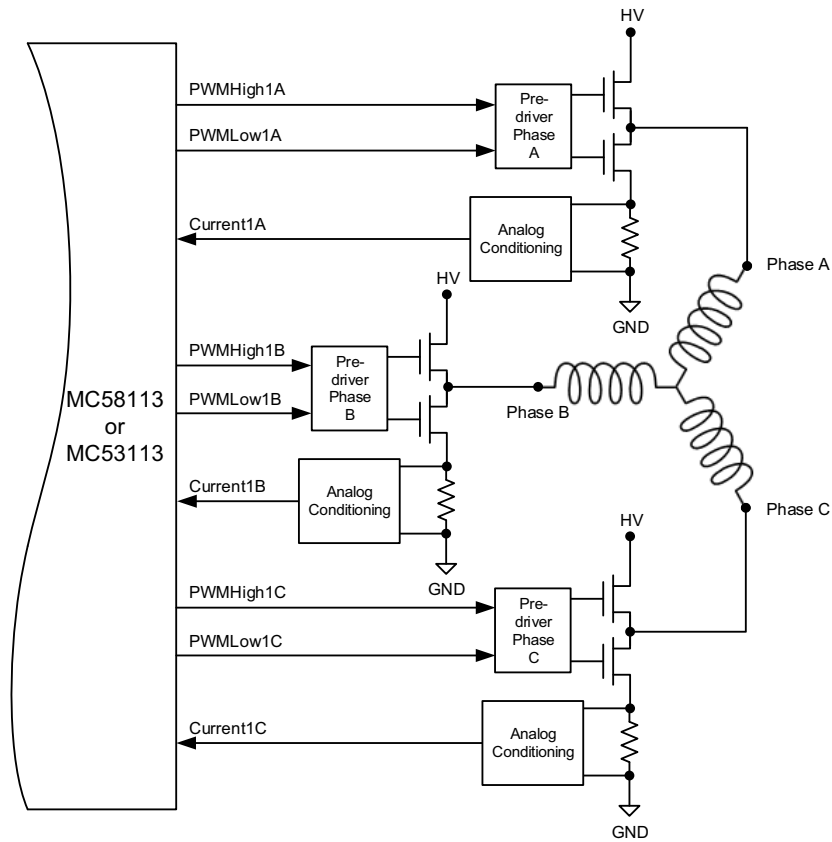 HV
PWMHigh1A
Pre-
driver
Phase
A
PWMLow1A
Current1A
Analog
Conditioning
Phase A
GND
HV
PWMHigh1B
Pre-
driver
Phase
B
PWMLow1B
Phase B
MC58113
or
MC53113
Current1B
Analog
Conditioning
Phase C
HV
GND
PWMHigh1C
Pre-
driver
Phase
C
PWMLow1C
Current1C
Analog
Conditioning
GND